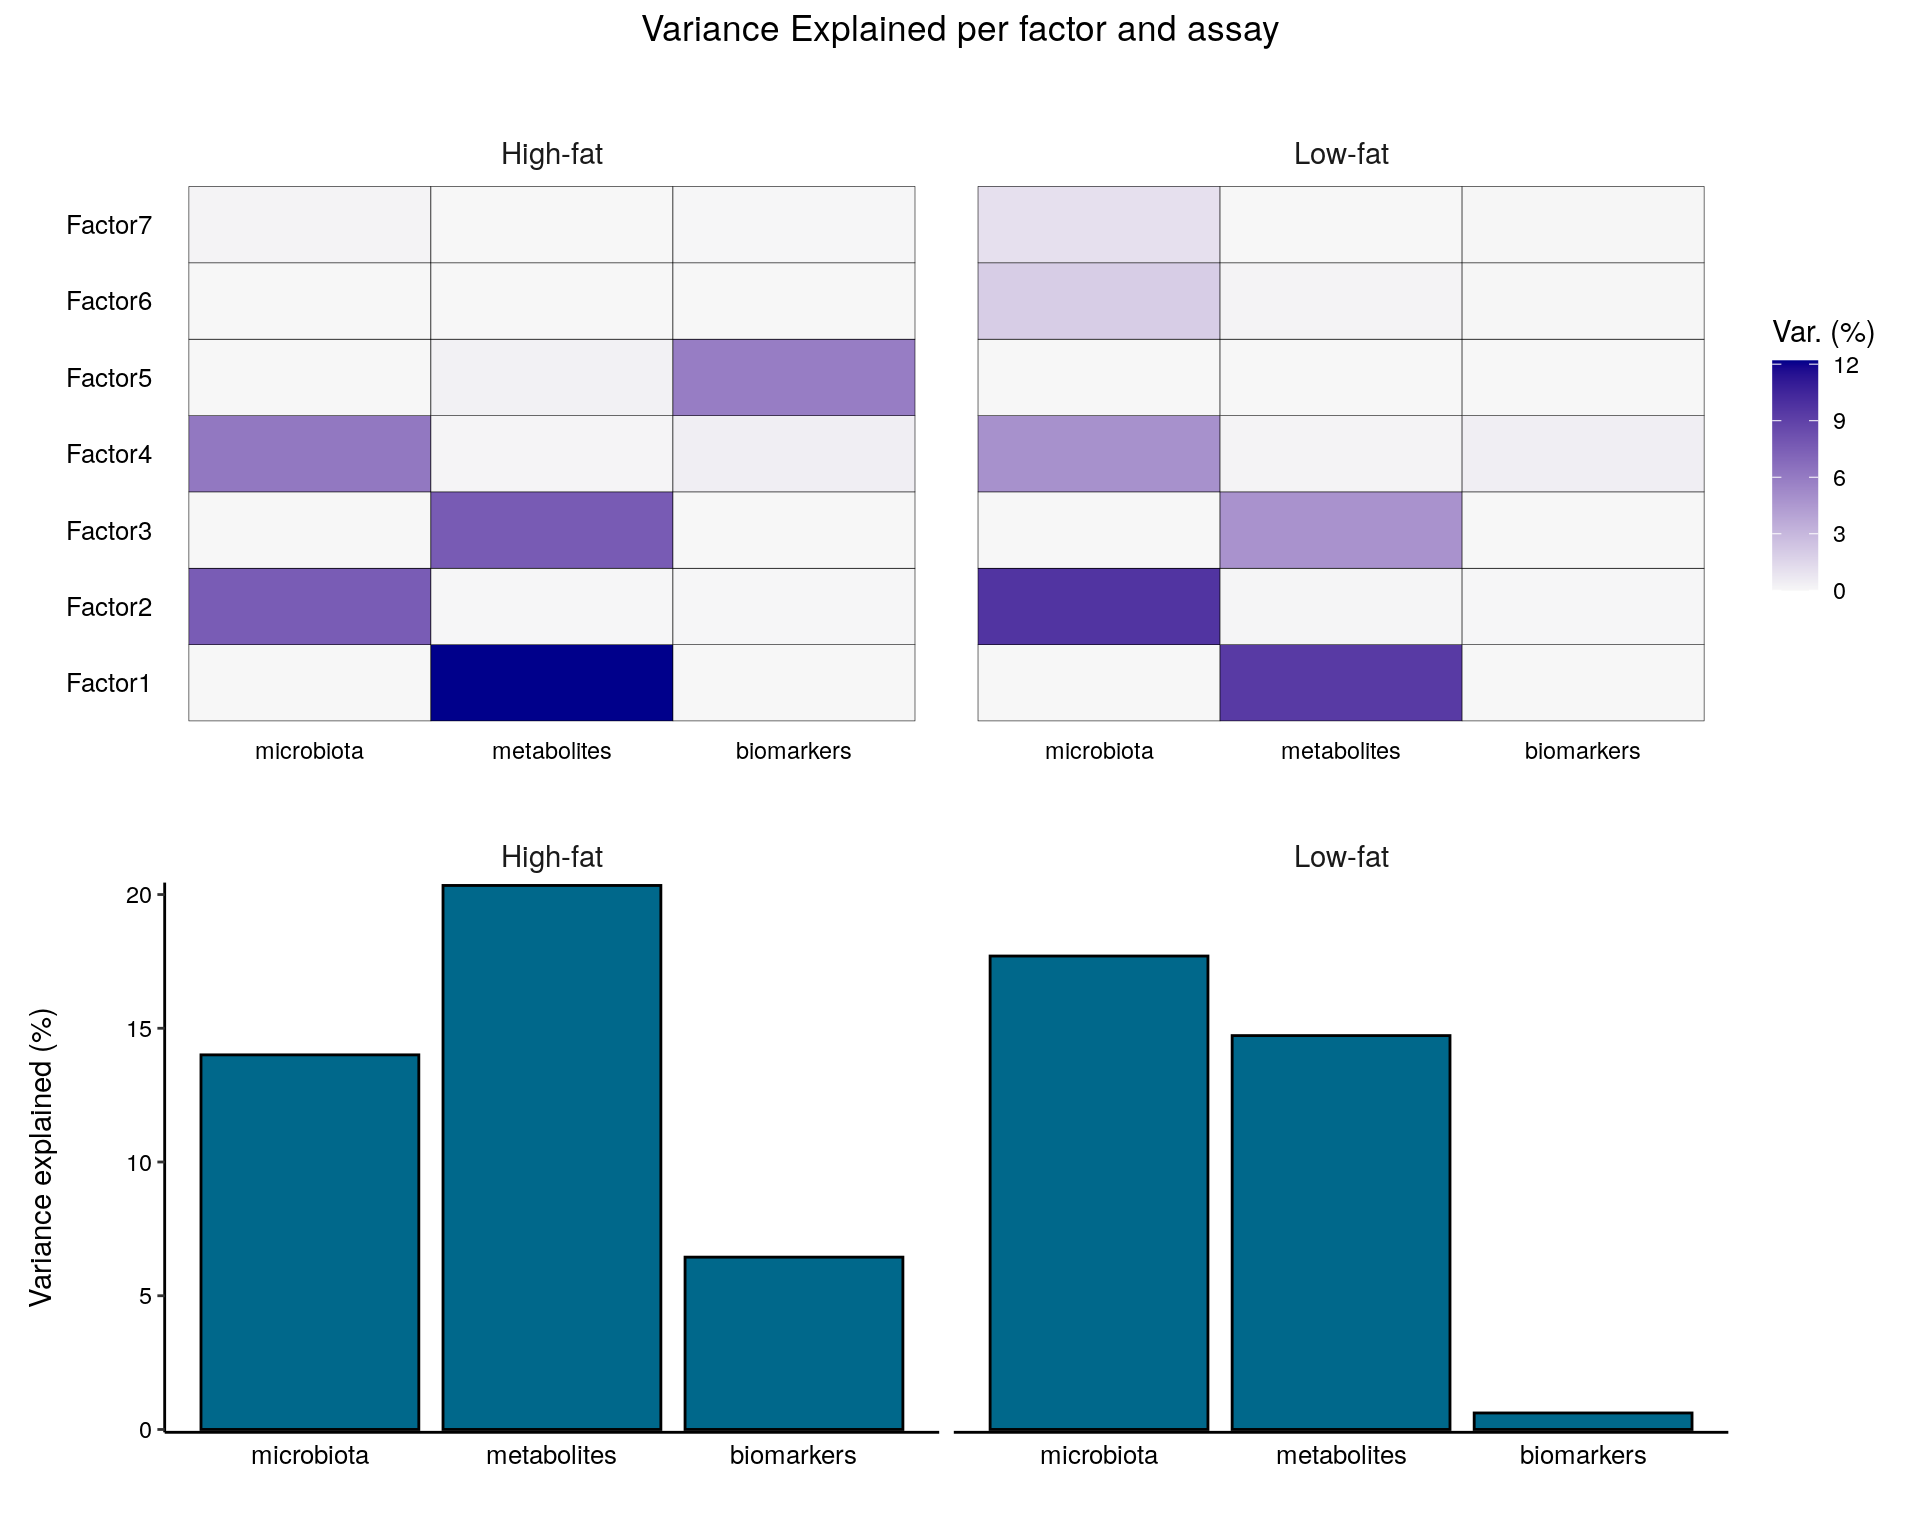 Variance Explained per factor and assay
High-fat
Low-fat
Factor7
Factor6
Factor5
Factor4
Factor3
Factor2
Factor1
microbiota metabolites biomarkers
microbiota metabolites biomarkers
Var. (%)
12
9
6
3
0
High-fat
Low-fat
Variance explained (%)
20
15
10
5
0
microbiota metabolites biomarkers
microbiota metabolites biomarkers